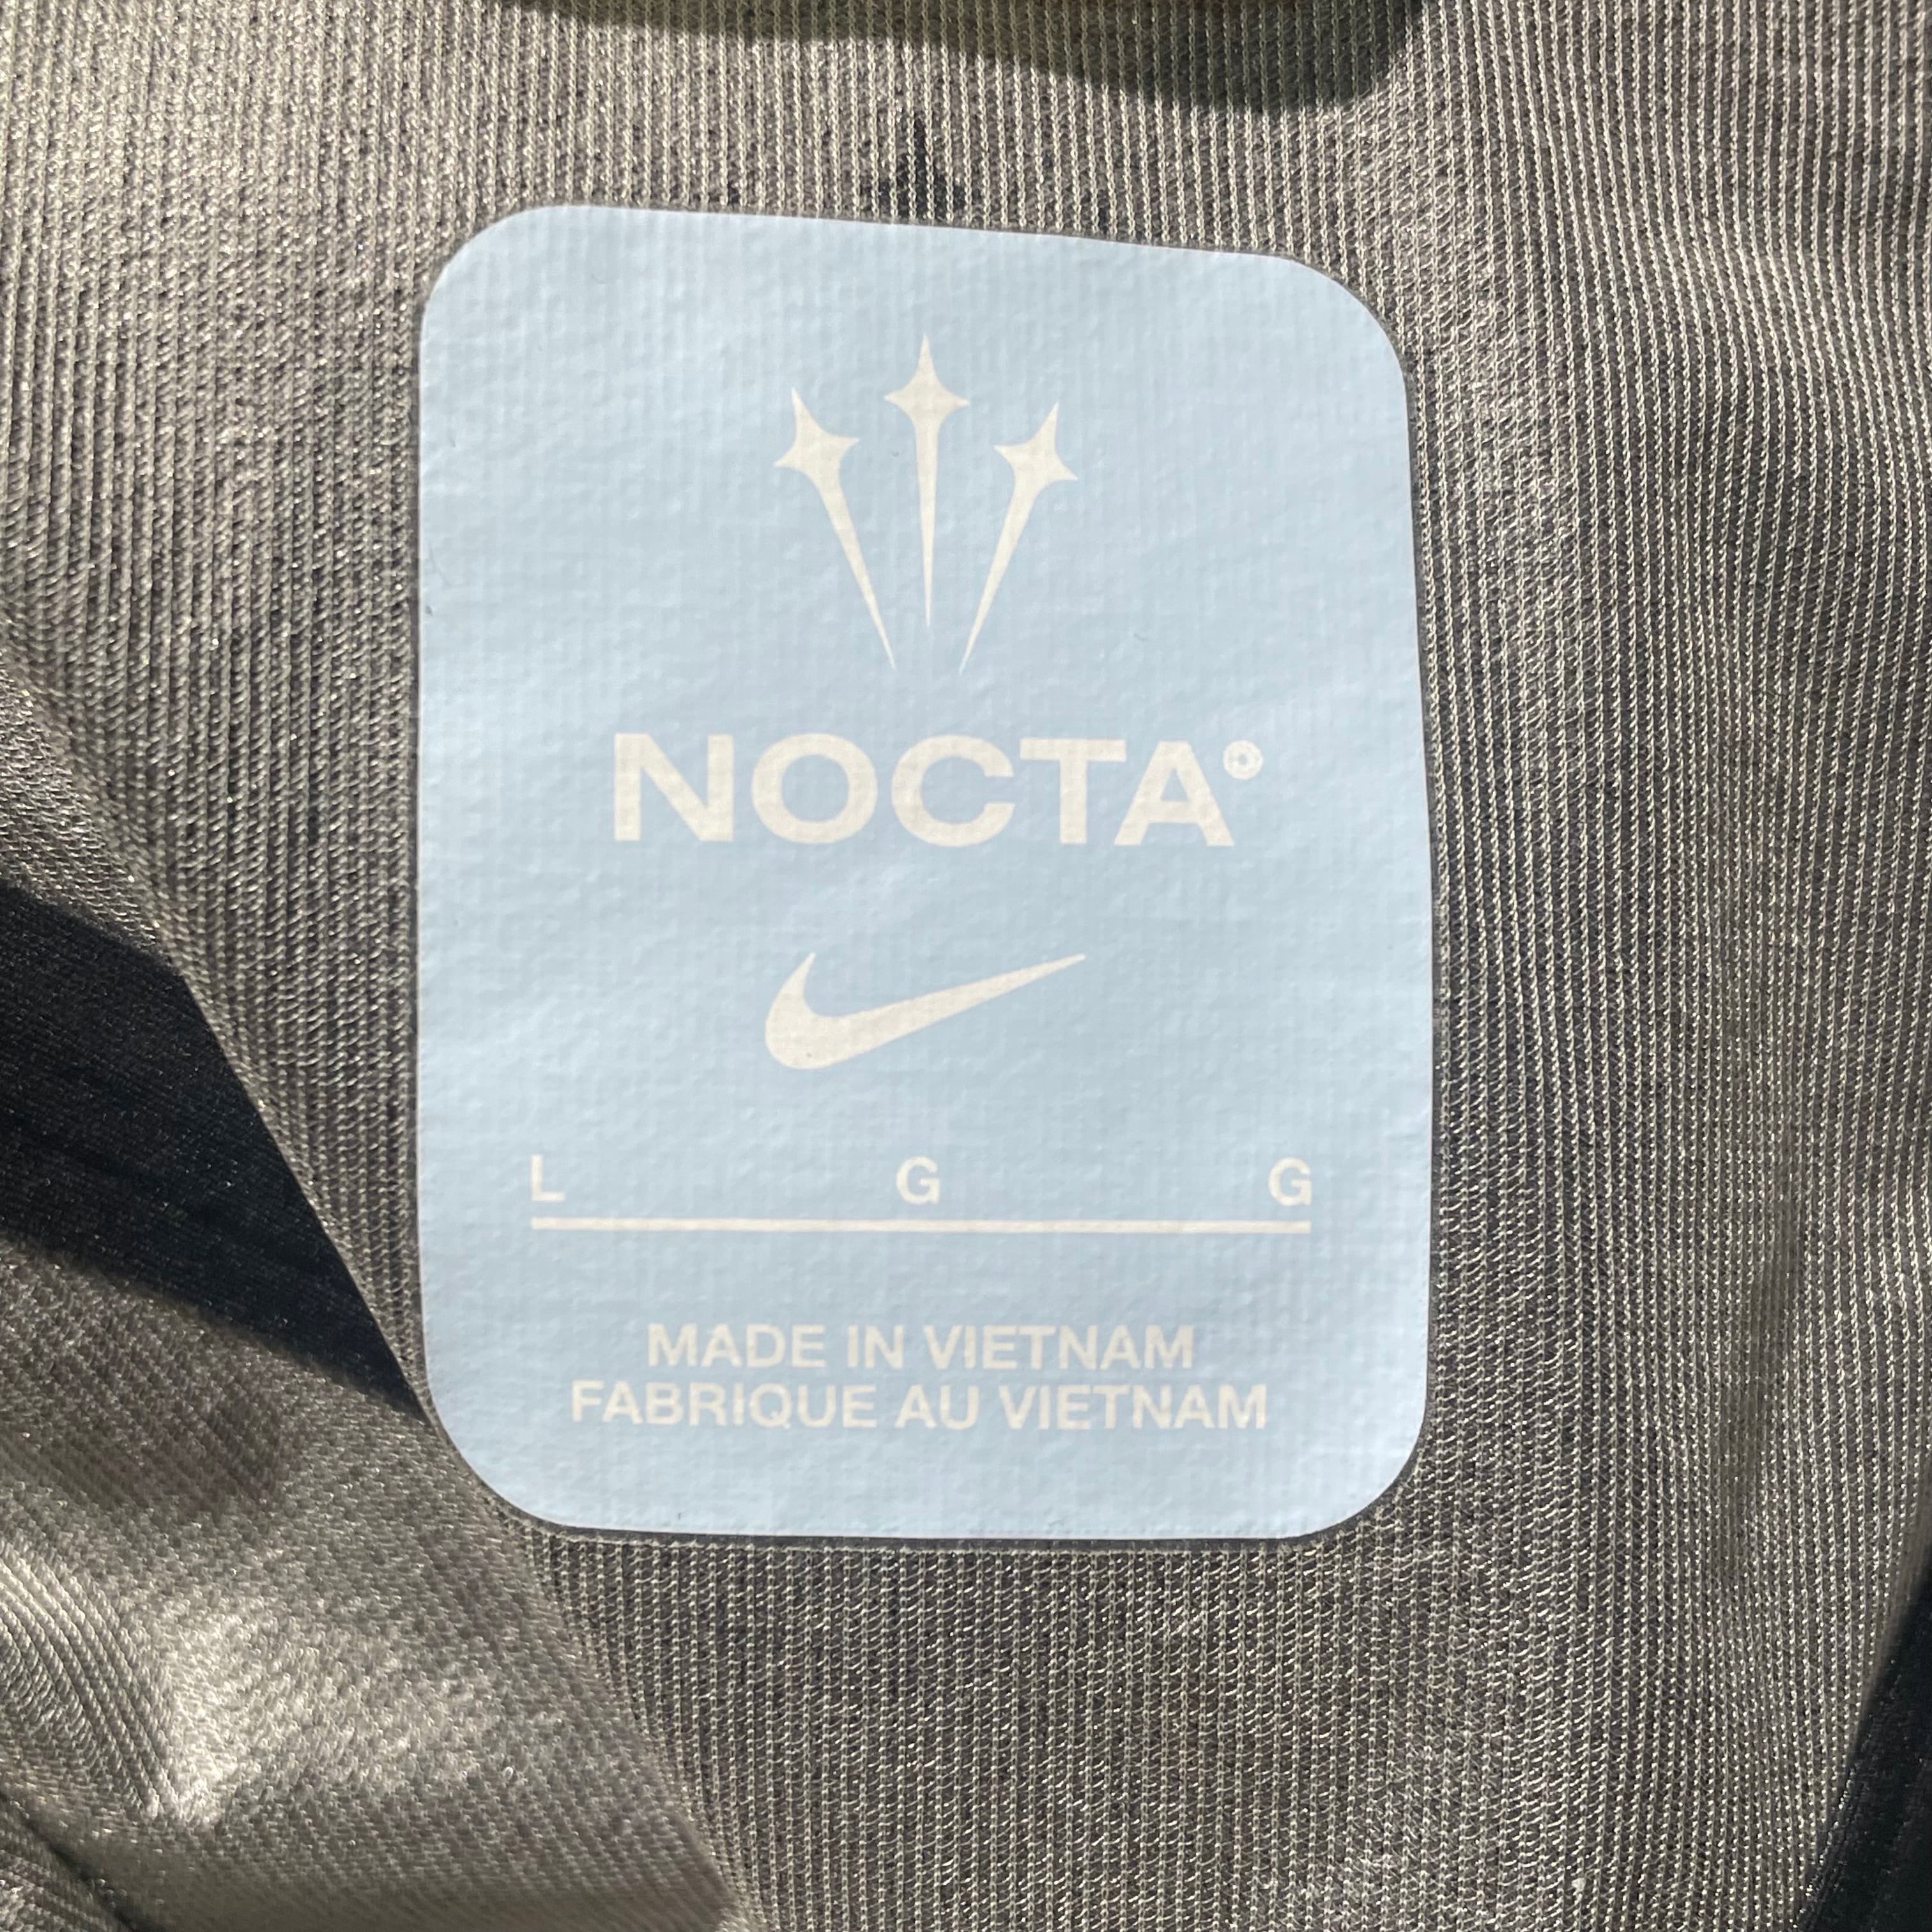 NOCTA
L G G
MADE IN VIETNAM
FABRIQUE AU VIETNAM